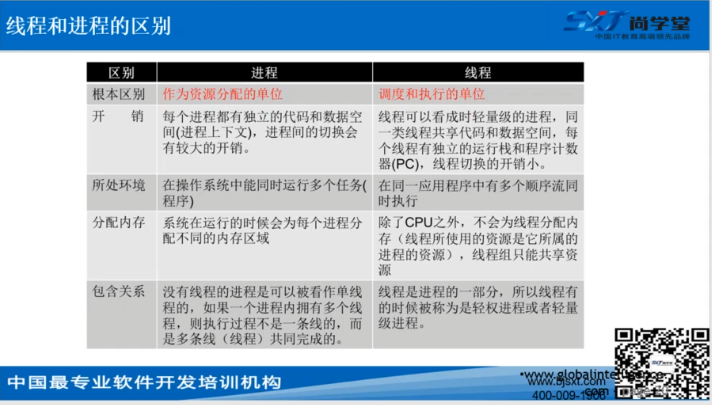 线程和进程的区别
SXT 尚学堂
中国IT教育高端领先品牌
区别 进程 线程
根本区别 作为资源分配的单位 调度和执行的单位
开 销 每个进程都有独立的代码和数据空 线程可以看成时轻量级的进程，同
间(进程上下文)，进程间的切换会 一类线程共享代码和数据空间，每
有较大的开销。 个线程有独立的运行栈和程序计数
器(PC)，线程切换的开销小。
所处环境 在操作系统中能同时运行多个任务( 在同一应用程序中有多个顺序流同
程序) 时执行
分配内存 系统在运行的时候会为每个进程分 除了CPU之外，不会为线程分配内
配不同的内存区域 存（线程所使用的资源是它所属的
进程的资源），线程组只能共享资
源
包含关系 没有线程的进程是可以被看作单线 线程是进程的一部分，所以线程有
程的，如果一个进程内拥有多个线 的时候被称为是轻权进程或者轻量
程，则执行过程不是一条线的，而 级进程。
是多条线（线程）共同完成的。
中国最专业软件开发培训机构
www.bjsxt.com
400-009-1906